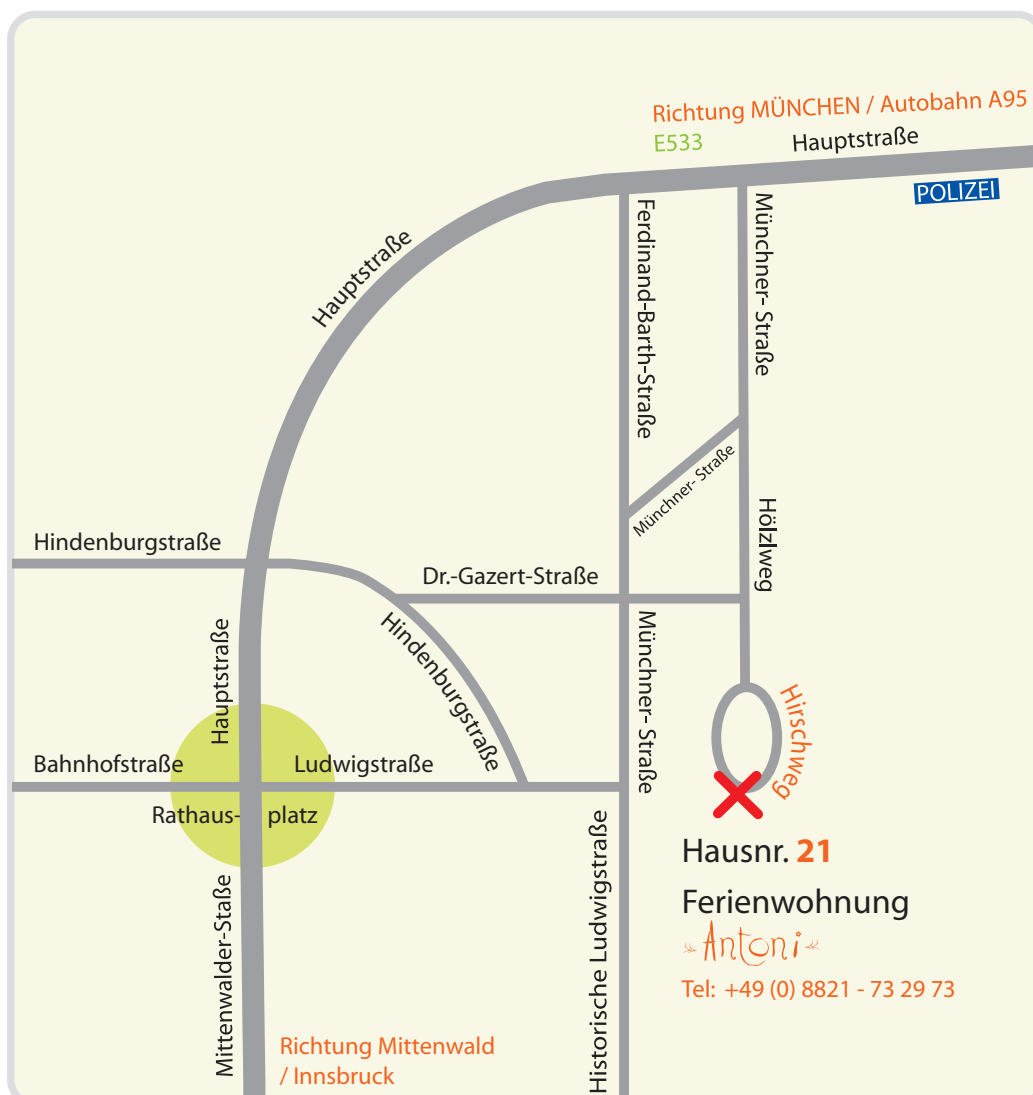 Richtung MÜNCHEN / Autobahn A95
E533
Hauptstraße
POLIZEI
Ferdinand-Barth-Straße
Münchner- Straße
Hauptstraße
Münchner- Straße
Hölzlweg
Hindenburgstraße
Dr.-Gazert-Straße
Hindenburgstraße
Münchner- Straße
Hauptstraße
Hirschweg
Bahnhofstraße
Ludwigstraße
Rathaus- platz
Historische Ludwigstraße
Mittenwalder-Staße
Hausnr. 21
Ferienwohnung
Antoni
Tel: +49 (0) 8821 - 73 29 73
Richtung Mittenwald
/ Innsbruck